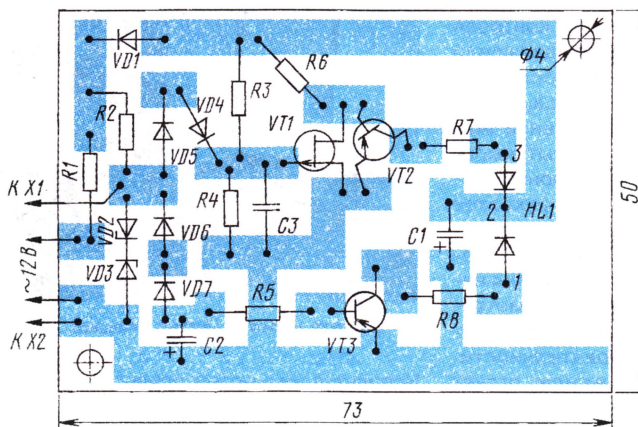 VD1
R6
Ф4
R2
VD4
R3
VT1
R7
3
R1
VD5
VT2
К X1
R4
C3
2
HL1
50
VD2
VD6
C1
+
~12В
VD3
VD7
R5
1
R8
К X2
+
C2
VT3
73